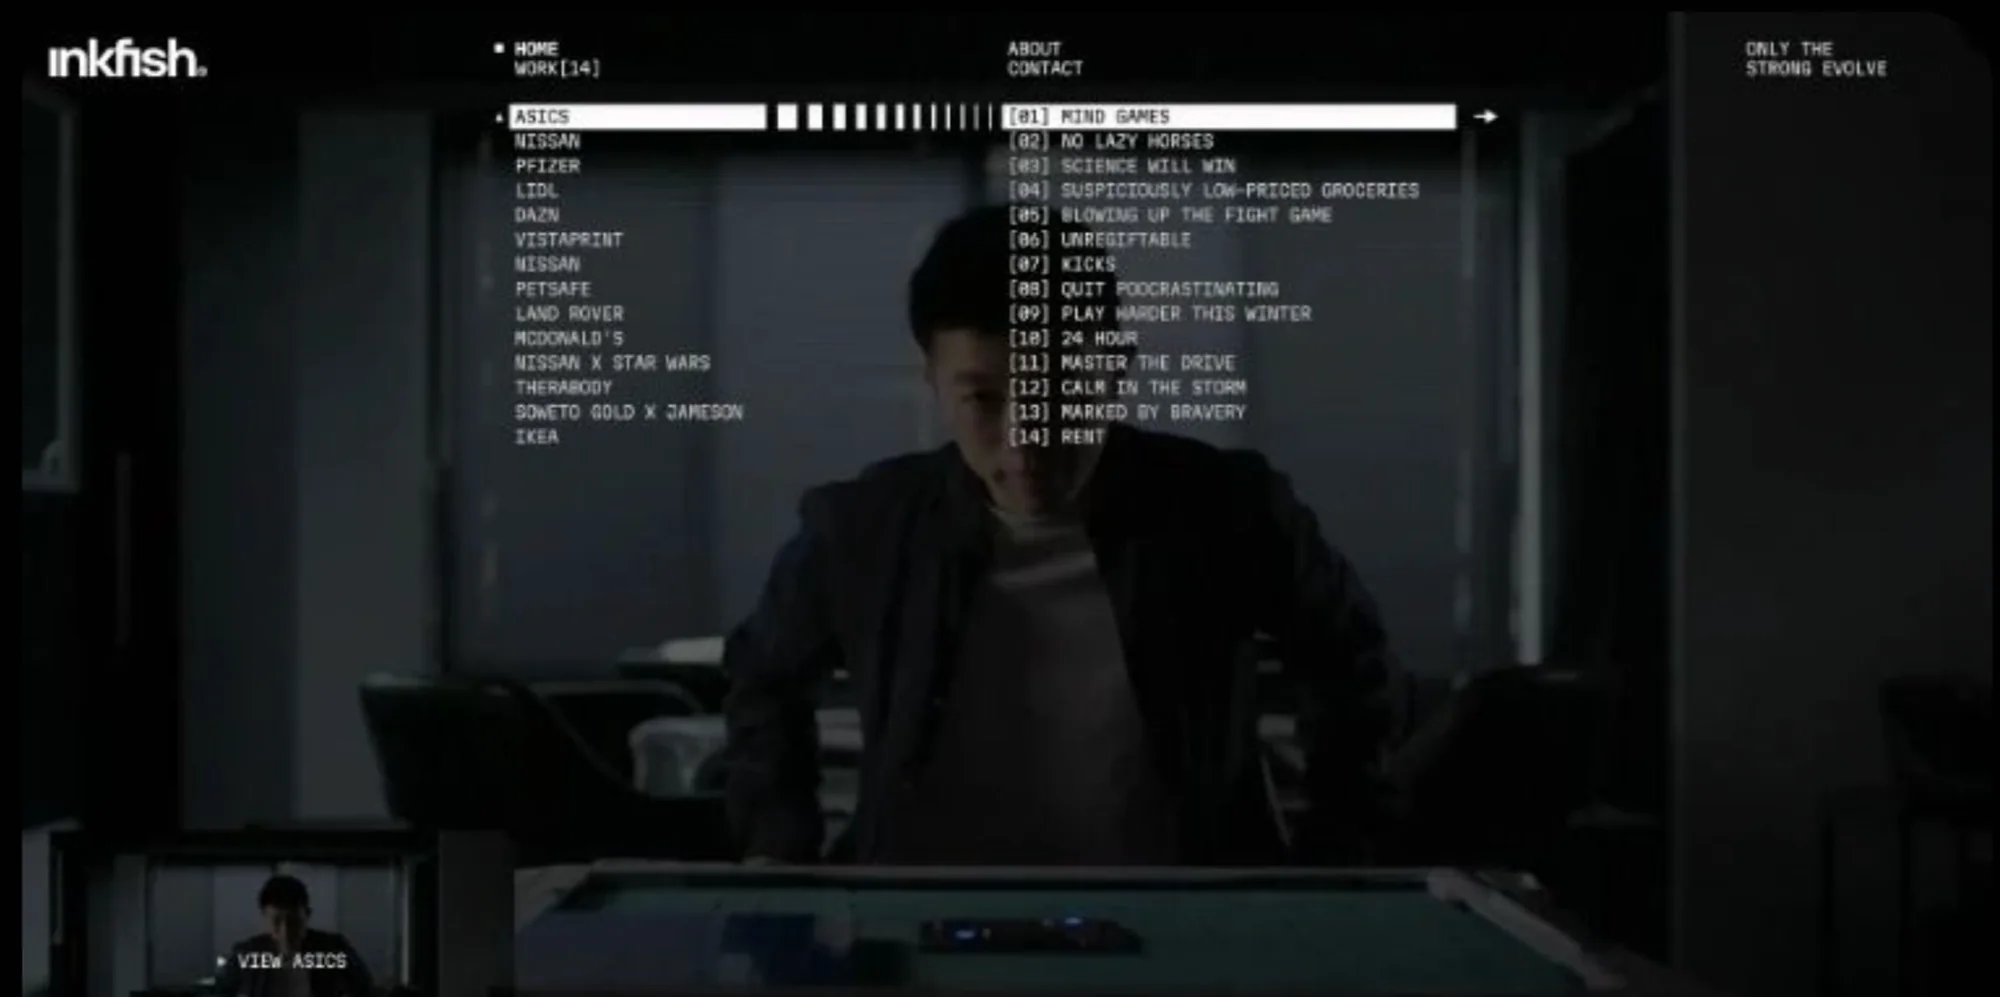 inkfish®
HOME
WORK[14]
ABOUT
CONTACT
ONLY THE
STRONG EVOLVE
ASICS [01] MIND GAMES
NISSAN [02] NO LAZY HORSES
PFIZER [03] SCIENCE WILL WIN
LIDL [04] SUSPICIOUSLY LOW-PRICED GROCERIES
DAZN [05] BLOWING UP THE FIGHT GAME
VISTAPRINT [06] UNREGIFTABLE
NISSAN [07] KICKS
PETSAFE [08] QUIT POOCRASTINATING
LAND ROVER [09] PLAY HARDER THIS WINTER
MCDONALD'S [10] 24 HOUR
NISSAN X STAR WARS [11] MASTER THE DRIVE
THERABODY [12] CALM IN THE STORM
SOWETO GOLD X JAMESON [13] MARKED BY BRAVERY
IKEA [14] RENT
VIEW ASICS